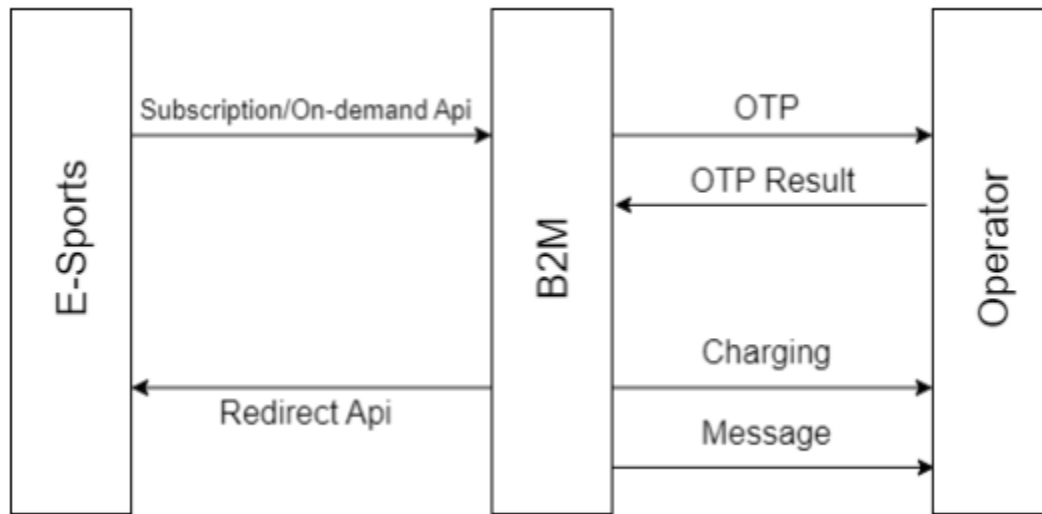 E-Sports
Subscription/On-demand Api
Redirect Api
B2M
OTP
OTP Result
Charging
Message
Operator